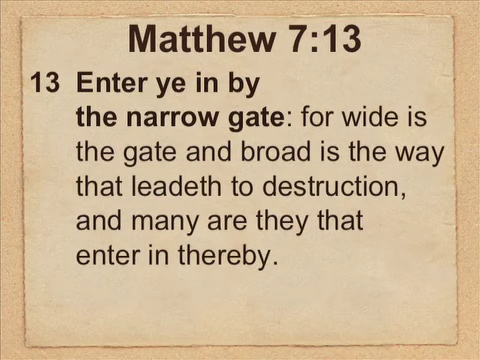 Matthew 7:13
13 Enter ye in by
the narrow gate: for wide is
the gate and broad is the way
that leadeth to destruction,
and many are they that
enter in thereby.